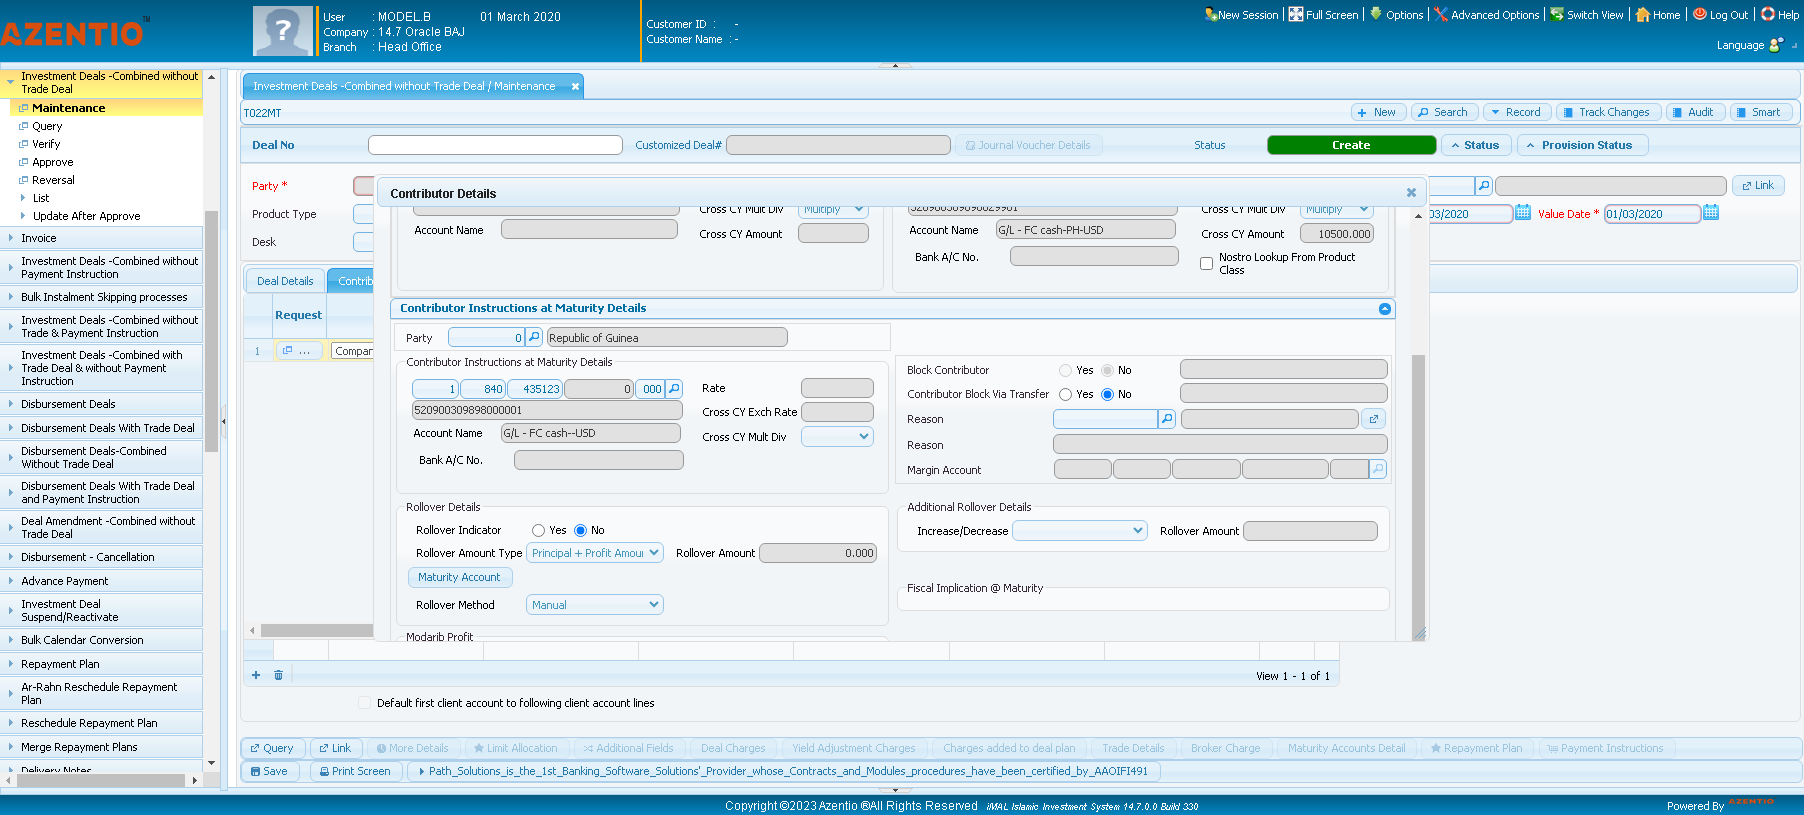 AZENTIO™
User : MODEL.B 01 March 2020
Company : 14.7 Oracle BAJ
Branch : Head Office
Customer ID : -
Customer Name : -
New Session Full Screen Options Advanced Options Switch View Home Log Out Help
Language
Investment Deals -Combined without Trade Deal
Maintenance
Query
Verify
Approve
Reversal
List
Update After Approve
Invoice
Investment Deals -Combined without Payment Instruction
Bulk Instalment Skipping processes
Investment Deals -Combined without Trade & Payment Instruction
Investment Deals -Combined with Trade Deal & without Payment Instruction
Disbursement Deals
Disbursement Deals With Trade Deal
Disbursement Deals-Combined Without Trade Deal
Disbursement Deals With Trade Deal and Payment Instruction
Deal Amendment -Combined without Trade Deal
Disbursement - Cancellation
Advance Payment
Investment Deal Suspend/Reactivate
Bulk Calendar Conversion
Repayment Plan
Ar-Rahn Reschedule Repayment Plan
Reschedule Repayment Plan
Merge Repayment Plans
Delivery Notes
Investment Deals -Combined without Trade Deal / Maintenance
T022MT
New Search Record Track Changes Audit Smart
Deal No Customized Deal# Journal Voucher Details Status Create Status Provision Status
Party * Link
Product Type 03/2020 Value Date * 01/03/2020
Desk
Deal Details Contrib
Request
1 ... Compan
Contributor Details
Cross CY Mult Div Multiply 520900309898029901 Cross CY Mult Div Multiply
Account Name Cross CY Amount Account Name G/L - FC cash-PH-USD Cross CY Amount 10500.000
Bank A/C No. Nostro Lookup From Product Class
Contributor Instructions at Maturity Details
Party 0 Republic of Guinea
Contributor Instructions at Maturity Details
1 840 435123 0 000 Rate
520900309898000001 Cross CY Exch Rate
Account Name G/L - FC cash--USD Cross CY Mult Div
Bank A/C No.
Block Contributor Yes No
Contributor Block Via Transfer Yes No
Reason
Reason
Margin Account
Rollover Details
Rollover Indicator Yes No
Rollover Amount Type Principal + Profit Amou Rollover Amount 0.000
Maturity Account
Rollover Method Manual
Additional Rollover Details
Increase/Decrease Rollover Amount
Fiscal Implication @ Maturity
Modarib Profit
View 1 - 1 of 1
Default first client account to following client account lines
Query Link More Details Limit Allocation Additional Fields Deal Charges Yield Adjustment Charges Charges added to deal plan Trade Details Broker Charge Maturity Accounts Detail Repayment Plan Payment Instructions
Save Print Screen Path_Solutions_is_the_1st_Banking_Software_Solutions'_Provider_whose_Contracts_and_Modules_procedures_have_been_certified_by_AAOIFI491
Copyright ©2023 Azentio ®All Rights Reserved iMAL Islamic Investment System 14.7.0.0 Build 330
Powered By AZENTIO